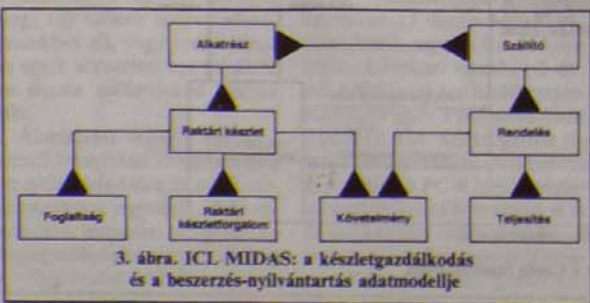 Alkatrész
Szállító
Raktári készlet
Rendelés
Foglaltság
Raktári
készletforgalom
Követelmény
Teljesítés
3. ábra. ICL MIDAS: a készletgazdálkodás
és a beszerzés-nyilvántartás adatmodellje